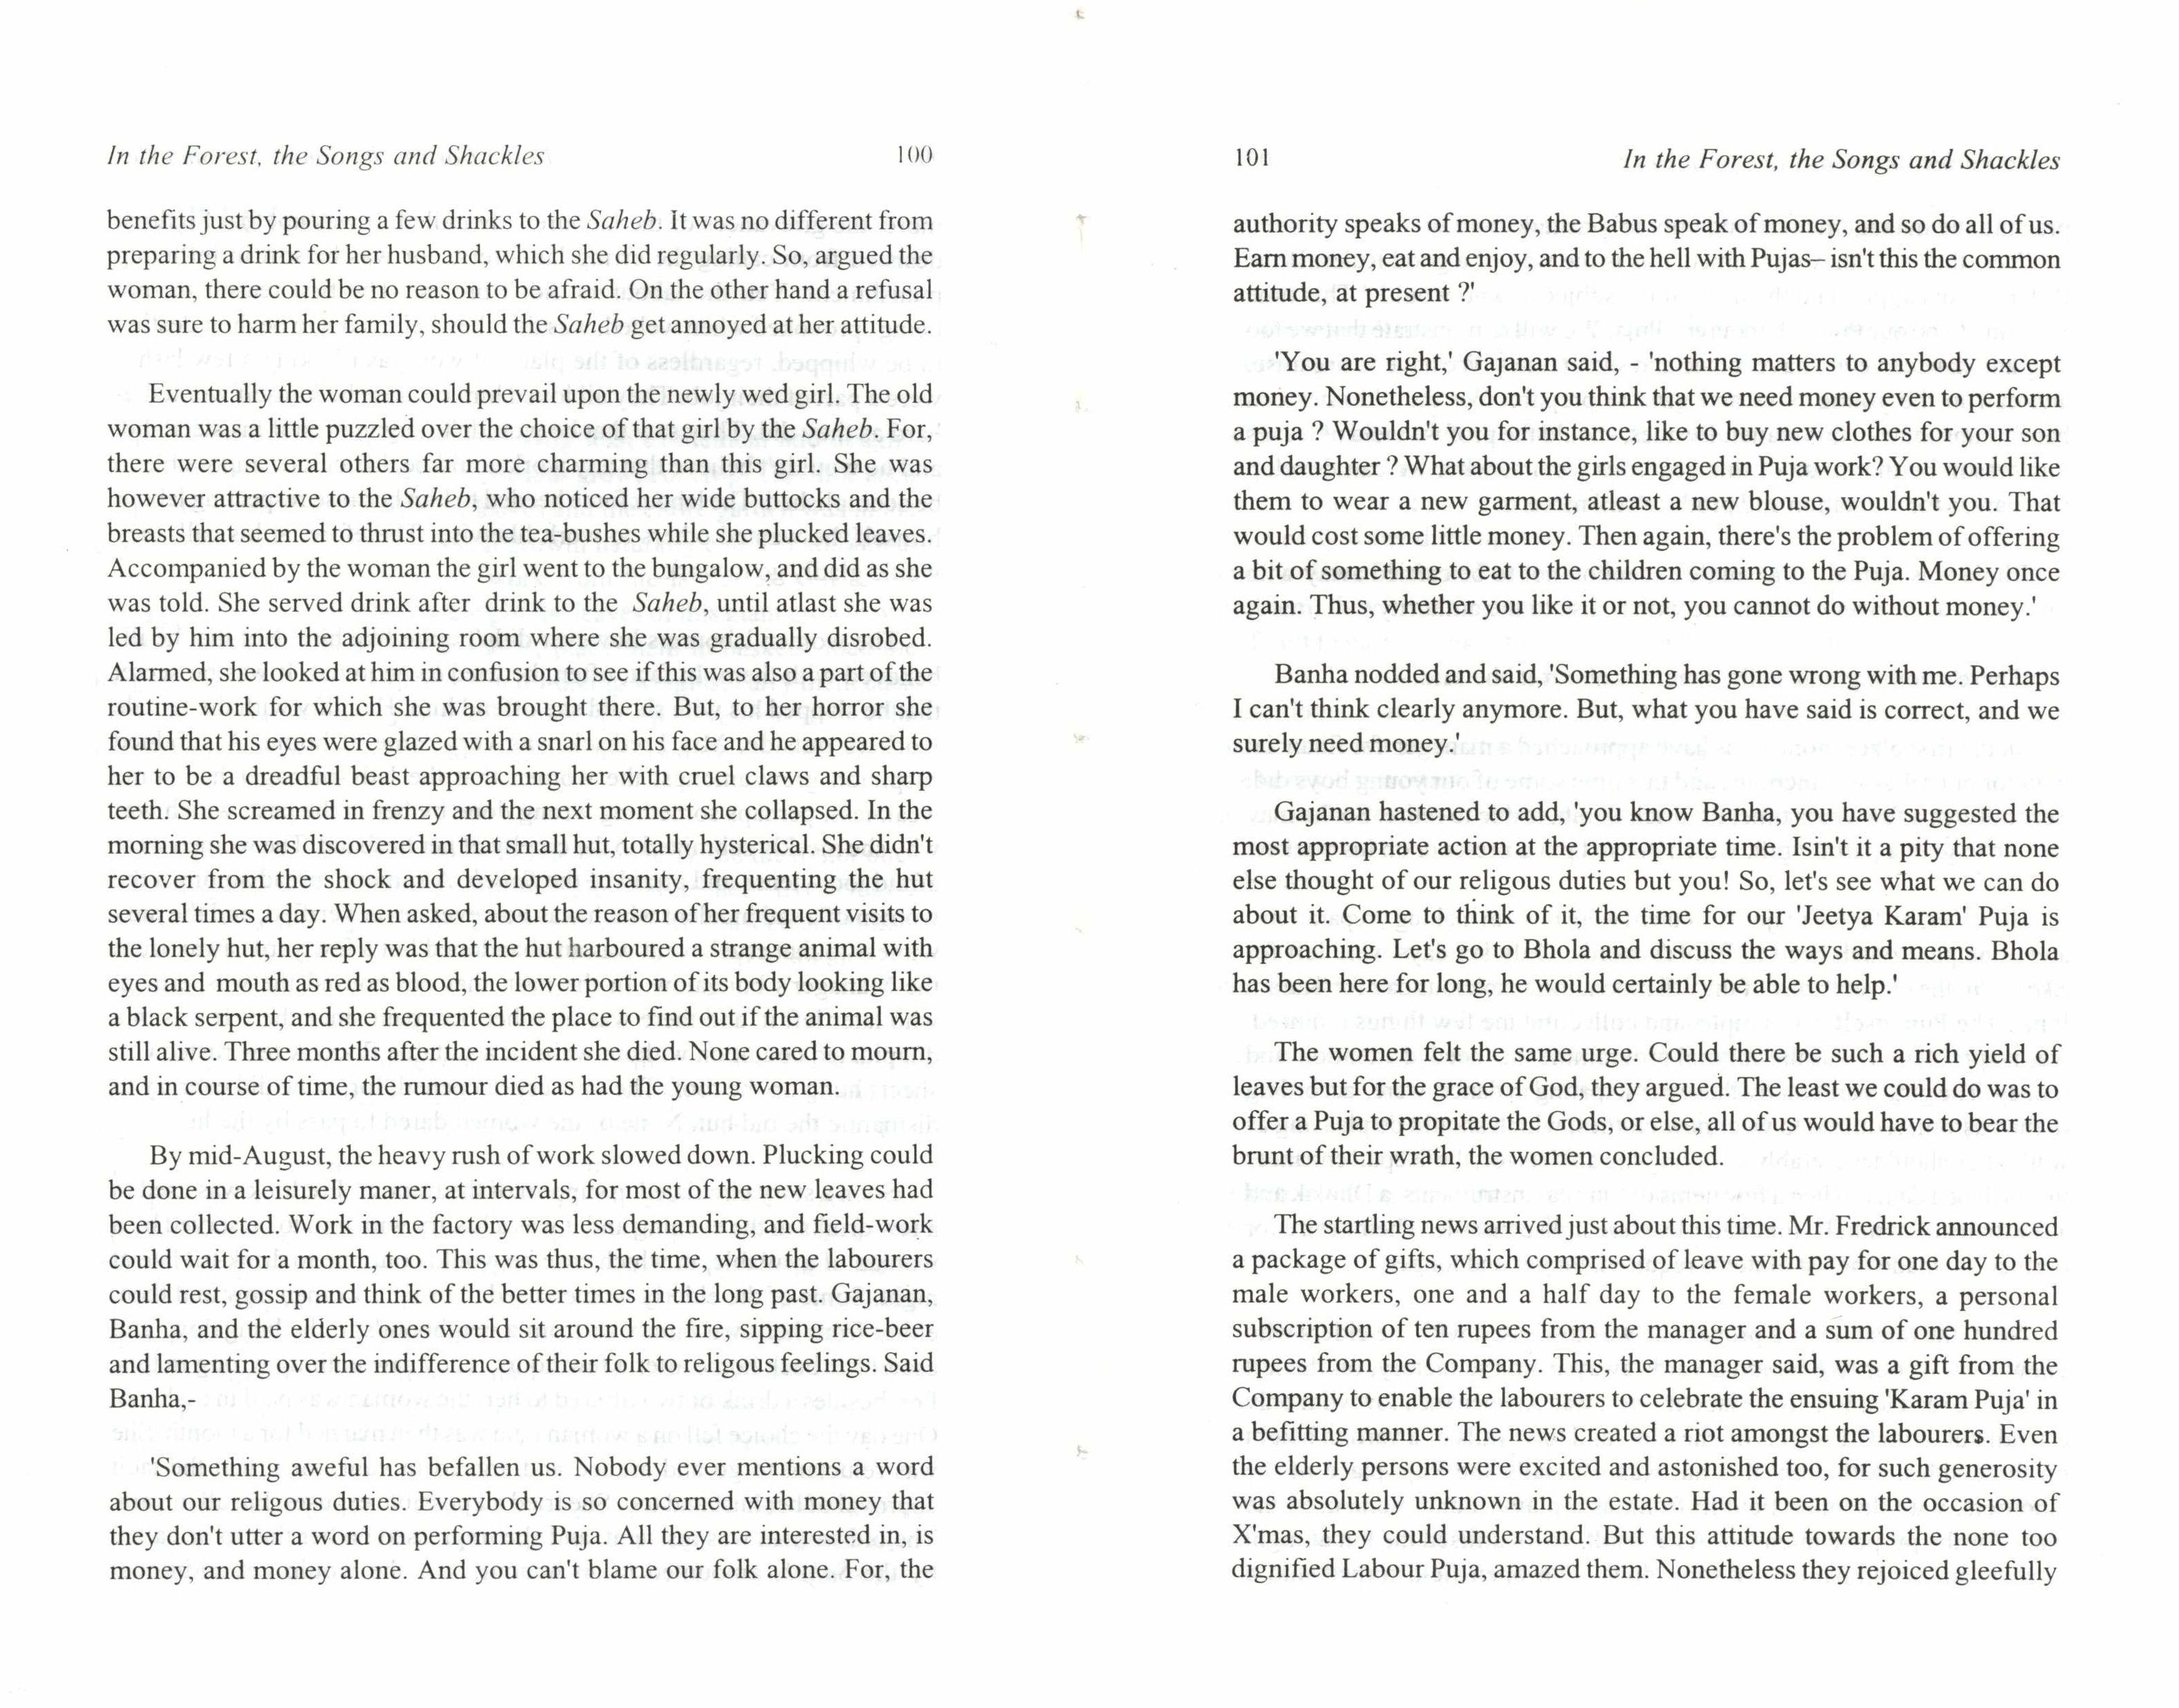 In the Forest, the Songs and Shackles 100
benefits just by pouring a few drinks to the Saheb. It was no different from
preparing a drink for her husband, which she did regularly. So, argued the
woman, there could be no reason to be afraid. On the other hand a refusal
was sure to harm her family, should the Saheb get annoyed at her attitude.
Eventually the woman could prevail upon the newly wed girl. The old
woman was a little puzzled over the choice of that girl by the Saheb. For,
there were several others far more charming than this girl. She was
however attractive to the Saheb, who noticed her wide buttocks and the
breasts that seemed to thrust into the tea-bushes while she plucked leaves.
Accompanied by the woman the girl went to the bungalow, and did as she
was told. She served drink after drink to the Saheb, until atlast she was
led by him into the adjoining room where she was gradually disrobed.
Alarmed, she looked at him in confusion to see if this was also a part of the
routine-work for which she was brought there. But, to her horror she
found that his eyes were glazed with a snarl on his face and he appeared to
her to be a dreadful beast approaching her with cruel claws and sharp
teeth. She screamed in frenzy and the next moment she collapsed. In the
morning she was discovered in that small hut, totally hysterical. She didn't
recover from the shock and developed insanity, frequenting the hut
several times a day. When asked, about the reason of her frequent visits to
the lonely hut, her reply was that the hut harboured a strange animal with
eyes and mouth as red as blood, the lower portion of its body looking like
a black serpent, and she frequented the place to find out if the animal was
still alive. Three months after the incident she died. None cared to mourn,
and in course of time, the rumour died as had the young woman.
By mid-August, the heavy rush of work slowed down. Plucking could
be done in a leisurely maner, at intervals, for most of the new leaves had
been collected. Work in the factory was less demanding, and field-work
could wait for a month, too. This was thus, the time, when the labourers
could rest, gossip and think of the better times in the long past. Gajanan,
Banha, and the elderly ones would sit around the fire, sipping rice-beer
and lamenting over the indifference of their folk to religous feelings. Said
Banha,-
'Something aweful has befallen us. Nobody ever mentions a word
about our religous duties. Everybody is so concerned with money that
they don't utter a word on performing Puja. All they are interested in, is
money, and money alone. And you can't blame our folk alone. For, the
101 In the Forest, the Songs and Shackles
authority speaks of money, the Babus speak of money, and so do all of us.
Earn money, eat and enjoy, and to the hell with Pujas– isn't this the common
attitude, at present ?'
'You are right,' Gajanan said, - 'nothing matters to anybody except
money. Nonetheless, don't you think that we need money even to perform
a puja ? Wouldn't you for instance, like to buy new clothes for your son
and daughter ? What about the girls engaged in Puja work? You would like
them to wear a new garment, atleast a new blouse, wouldn't you. That
would cost some little money. Then again, there's the problem of offering
a bit of something to eat to the children coming to the Puja. Money once
again. Thus, whether you like it or not, you cannot do without money.'
Banha nodded and said,'Something has gone wrong with me. Perhaps
I can't think clearly anymore. But, what you have said is correct, and we
surely need money.'
Gajanan hastened to add, 'you know Banha, you have suggested the
most appropriate action at the appropriate time. Isin't it a pity that none
else thought of our religous duties but you! So, let's see what we can do
about it. Come to think of it, the time for our 'Jeetya Karam' Puja is
approaching. Let's go to Bhola and discuss the ways and means. Bhola
has been here for long, he would certainly be able to help.'
The women felt the same urge. Could there be such a rich yield of
leaves but for the grace of God, they argued. The least we could do was to
offer a Puja to propitate the Gods, or else, all of us would have to bear the
brunt of their wrath, the women concluded.
The startling news arrived just about this time. Mr. Fredrick announced
a package of gifts, which comprised of leave with pay for one day to the
male workers, one and a half day to the female workers, a personal
subscription of ten rupees from the manager and a sum of one hundred
rupees from the Company. This, the manager said, was a gift from the
Company to enable the labourers to celebrate the ensuing 'Karam Puja' in
a befitting manner. The news created a riot amongst the labourers. Even
the elderly persons were excited and astonished too, for such generosity
was absolutely unknown in the estate. Had it been on the occasion of
X'mas, they could understand. But this attitude towards the none too
dignified Labour Puja, amazed them. Nonetheless they rejoiced gleefully